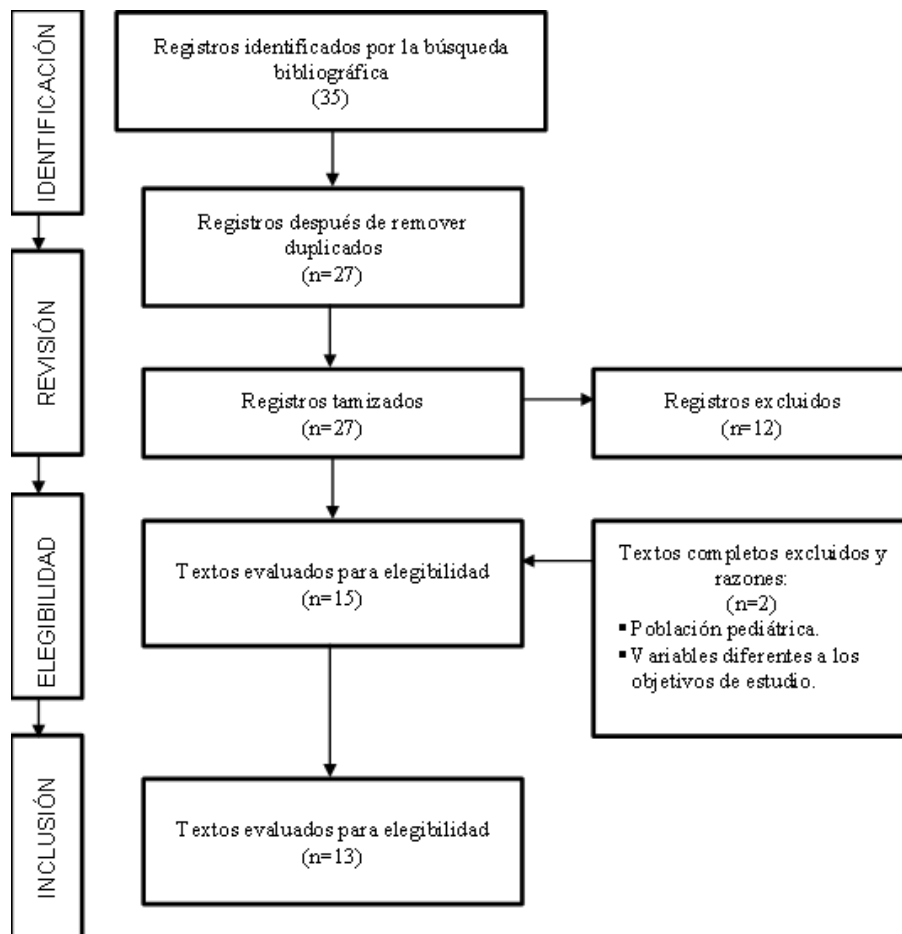 IDENTIFICACIÓN
Registros identificados por la búsqueda
bibliográfica
(35)
Registros después de remover
duplicados
(n=27)
REVISIÓN
Registros tamizados
(n=27)
Registros excluidos
(n=12)
ELEGIBILIDAD
Textos evaluados para elegibilidad
(n=15)
Textos completos excluidos y
razones:
(n=2)
▪ Población pediátrica.
▪ Variables diferentes a los
objetivos de estudio.
INCLUSIÓN
Textos evaluados para elegibilidad
(n=13)